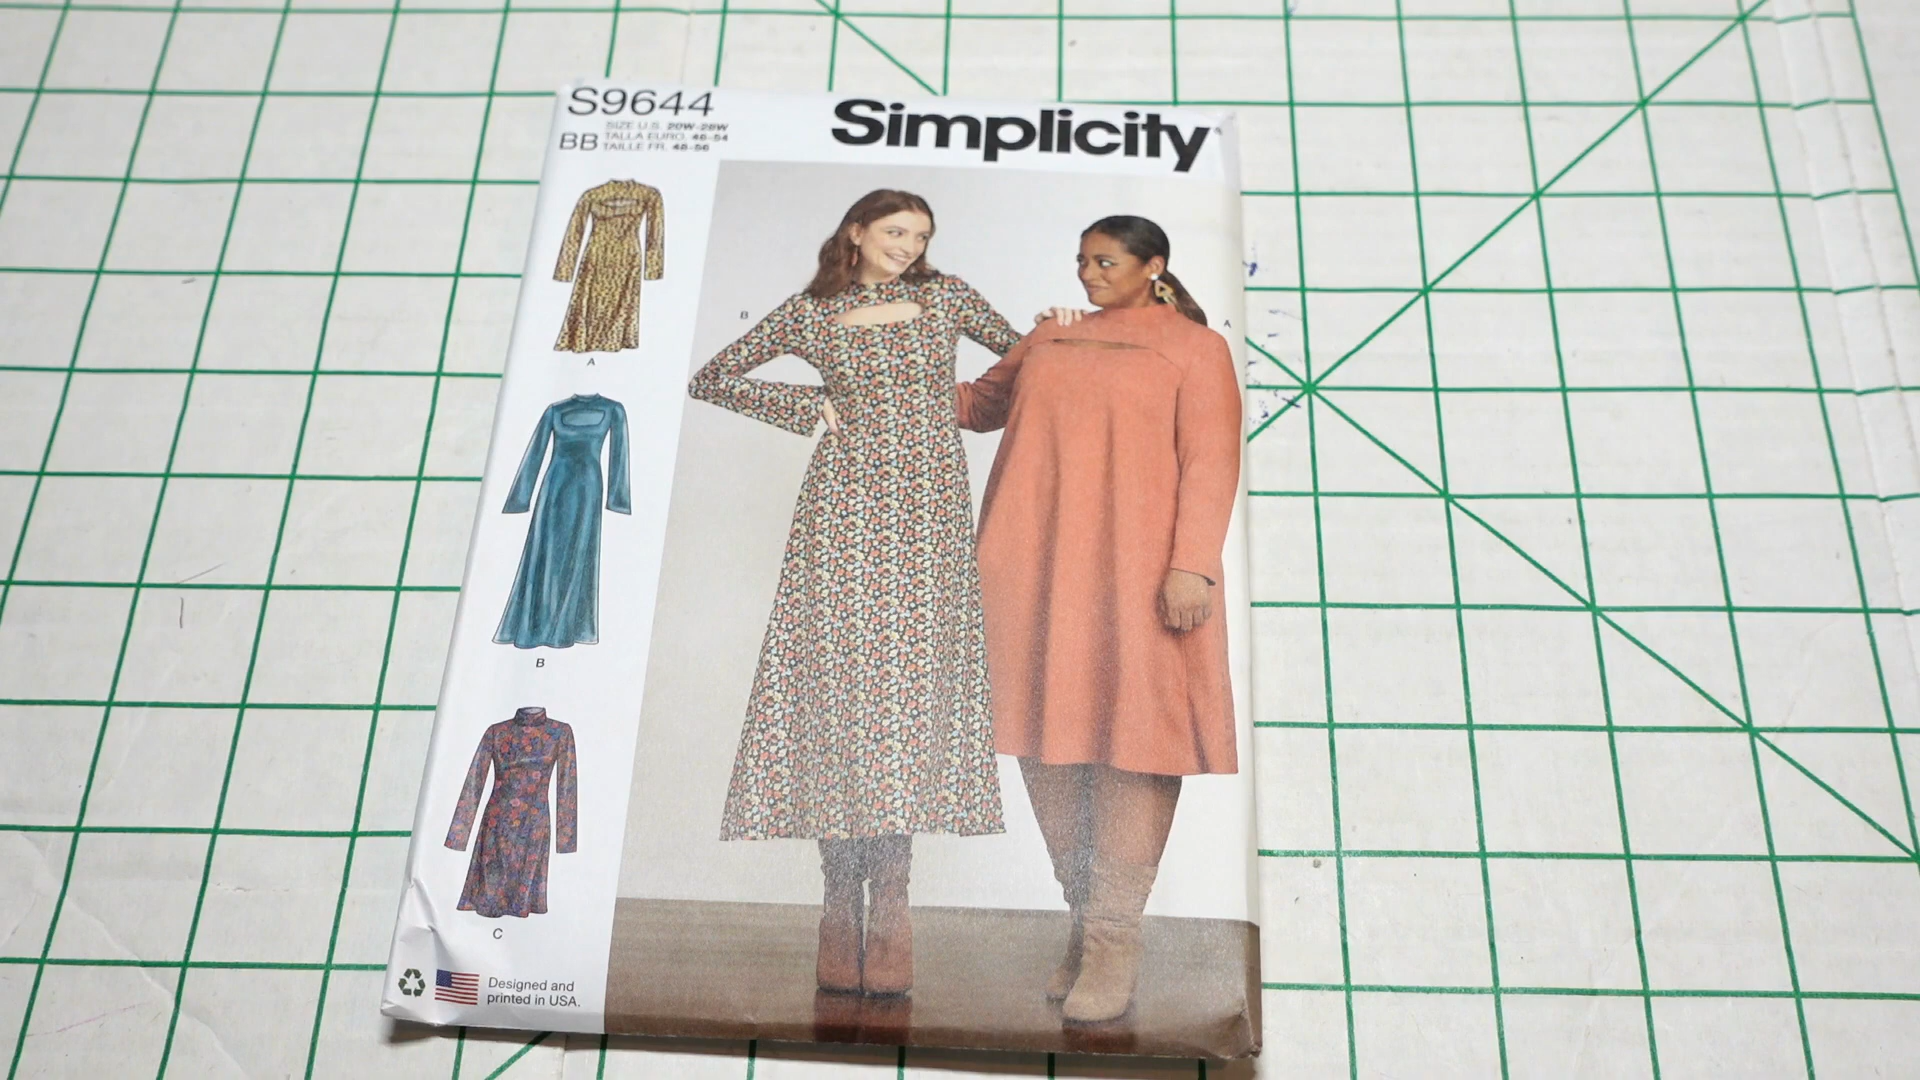 S9644
BB
SIZE U.S. 20W-28W
TALLA EURO. 46-54
TAILLE FR. 48-56
Simplicity
A
B
C
B
A
Designed and
printed in USA.